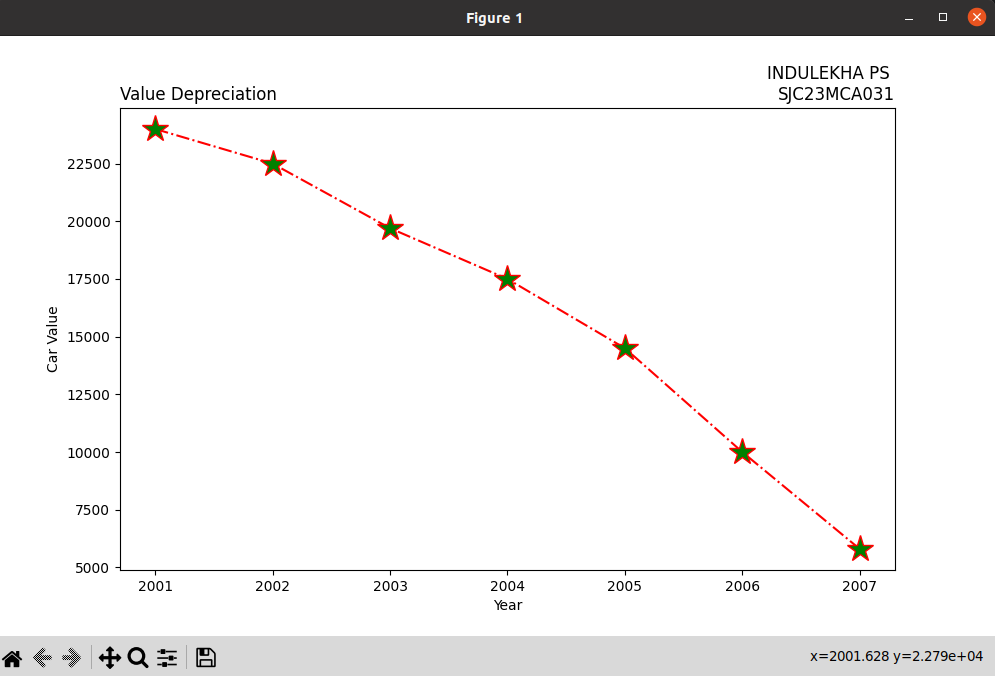 Figure 1
INDULEKHA PS
Value Depreciation
SJC23MCA031
22500
20000
17500
15000
12500
10000
7500
5000
Car Value
2001 2002 2003 2004 2005 2006 2007
Year
x=2001.628 y=2.279e+04